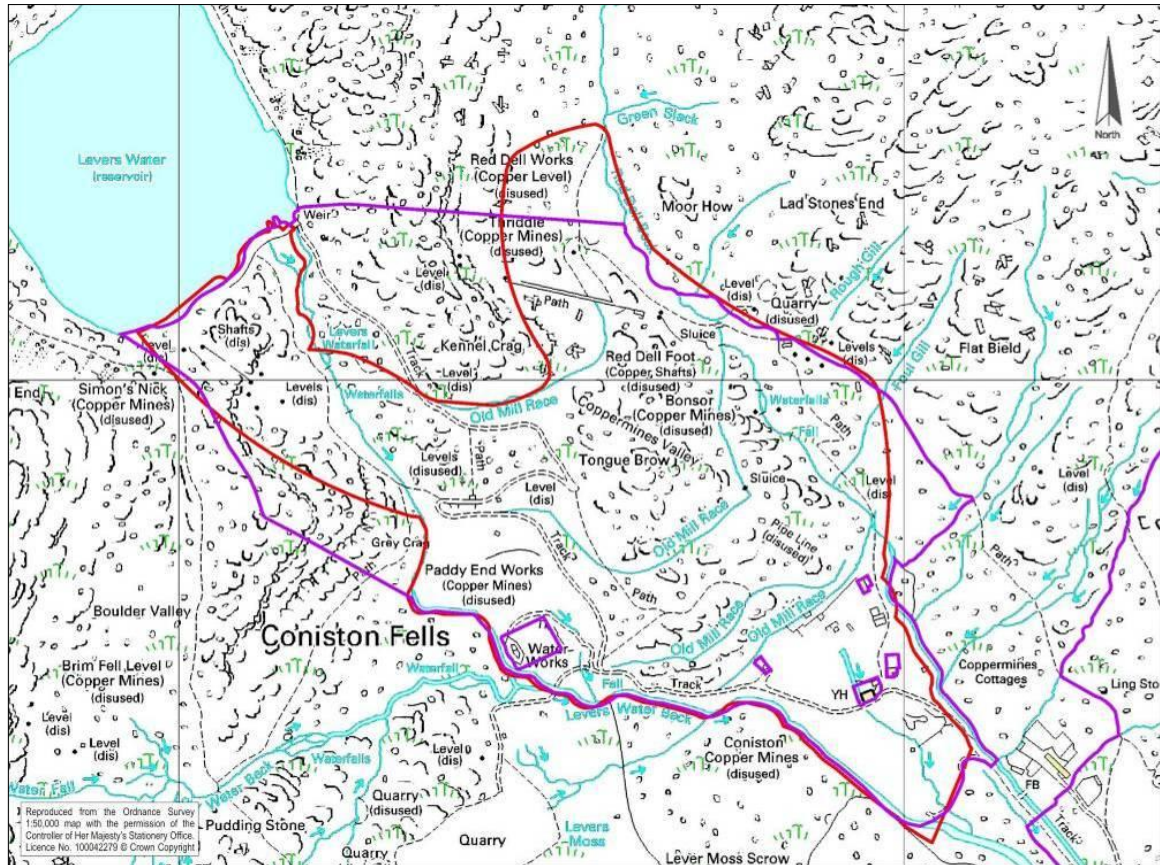 Green Slack
North
Levers Water
(reservoir)
Red Dell Works
(Copper Level)
(disused)
Moor How
Lad Stones End
Weir
Thriddle
(Copper Mines)
(disused)
Rough Gill
Level
(dis)
Level
(dis)
Quarry
(disused)
Path
Sluice
Levers
Waterfall
Track
Kennel Crag
Shafts
(dis)
Level
(dis)
Levels
(dis)
Foul Gill
Flat Bield
Red Dell Foot
(Copper Shafts)
(disused)
Level
(dis)
Levels
(dis)
Waterfalls
Simon's Nick
(Copper Mines)
(disused)
End
Old Mill Race
Bonsor
(Copper Mines)
(disused)
Coppermines Valley
Waterfalls
Fall
Path
Path
Levels
(disused)
Tongue Brow
Level
(dis)
Sluice
Level
(dis)
Level
(dis)
Old Mill Race
Pipe Line
(disused)
Grey Crag
Path
Track
Path
Path
Paddy End Works
(Copper Mines)
(disused)
Boulder Valley
Old Mill Race
Old Mill Race
Coniston Fells
Water
Works
Brim Fell Level
(Copper Mines)
(disused)
Waterfall
Fall
Track
YH
Coppermines
Cottages
Ling Sto
Levers Water Beck
Level
(dis)
Level
(dis)
Level
(dis)
Coniston
Copper Mines
(disused)
Waterfalls
Water Beck
Fall
FB
Track
Quarry
(disused)
Reproduced from the Ordnance Survey
1:50,000 map with the permission of the
Controller of Her Majesty's Stationery Office.
Licence No. 100042279 © Crown Copyright
Pudding Stone
Quarry
Levers
Moss
Quarry
Lever Moss Scrow